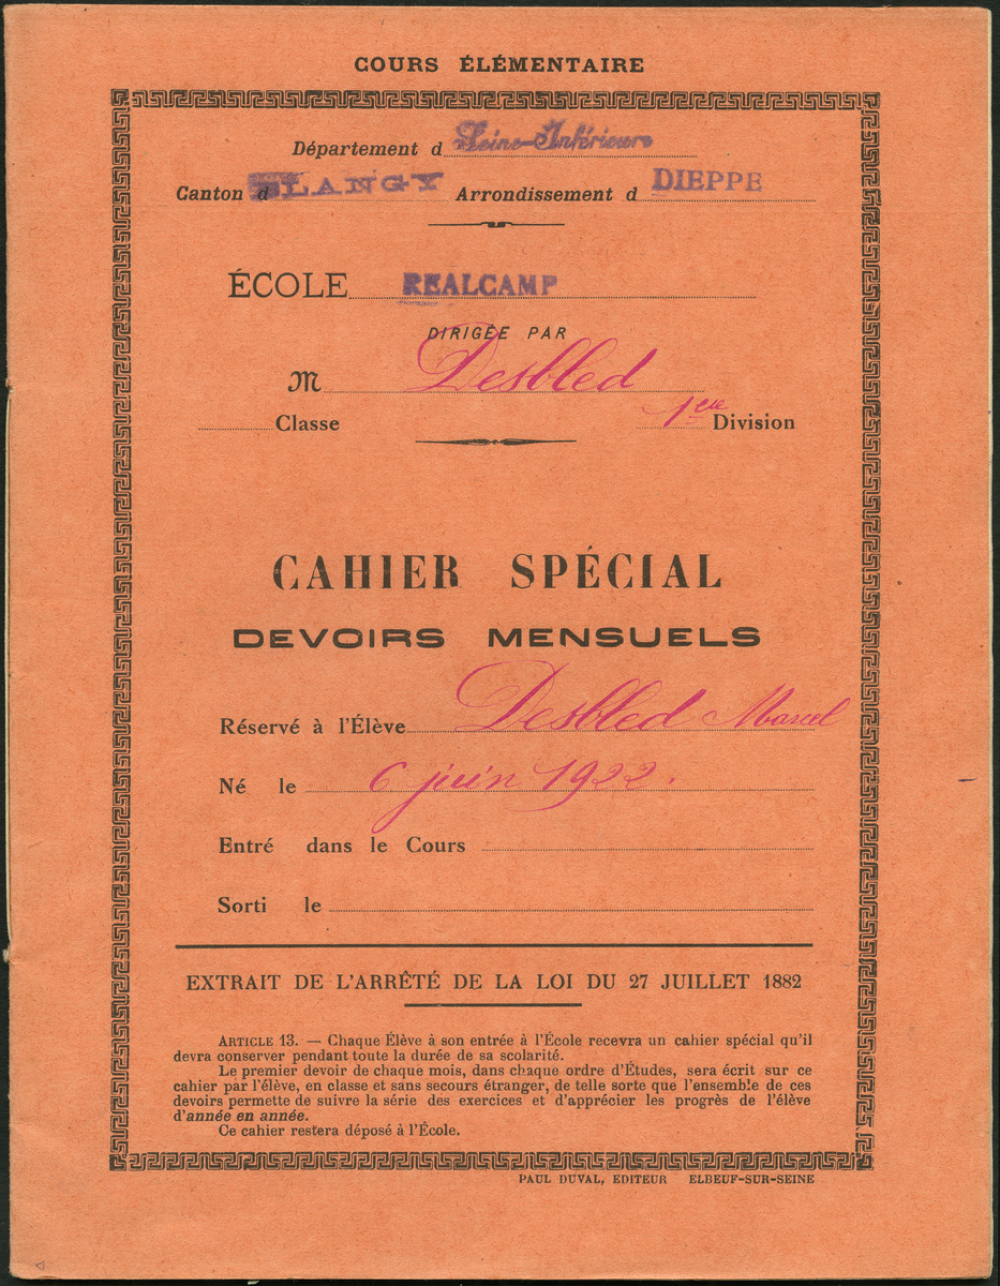 COURS ÉLÉMENTAIRE
Département d Seine-Inférieure
Canton d BLANGY Arrondissement d DIEPPE
ÉCOLE REALCAMP
DIRIGÉE PAR
M Desbled
Classe 1ère Division
CAHIER SPÉCIAL
DEVOIRS MENSUELS
Réservé à l'Élève Desbled Marcel
Né le 6 juin 1922.
Entré dans le Cours
Sorti le
EXTRAIT DE L'ARRÊTÉ DE LA LOI DU 27 JUILLET 1882
ARTICLE 13. — Chaque Élève à son entrée à l'École recevra un cahier spécial qu'il
devra conserver pendant toute la durée de sa scolarité.
Le premier devoir de chaque mois, dans chaque ordre d'Études, sera écrit sur ce
cahier par l'élève, en classe et sans secours étranger, de telle sorte que l'ensemble de ces
devoirs permette de suivre la série des exercices et d'apprécier les progrès de l'élève
d'année en année.
Ce cahier restera déposé à l'École.
PAUL DUVAL, EDITEUR ELBEUF-SUR-SEINE